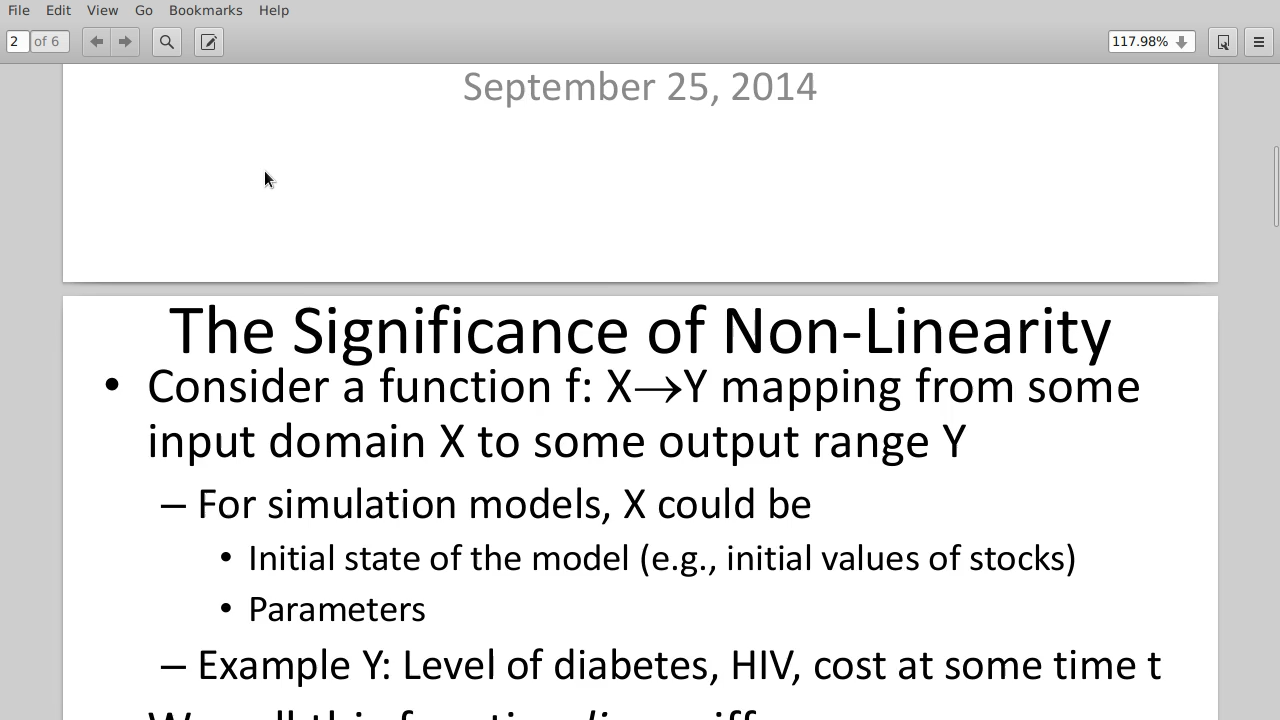 File Edit View Go Bookmarks Help
2 of 6 117.98%
September 25, 2014
The Significance of Non-Linearity
• Consider a function f: X→Y mapping from some
input domain X to some output range Y
– For simulation models, X could be
• Initial state of the model (e.g., initial values of stocks)
• Parameters
– Example Y: Level of diabetes, HIV, cost at some time t